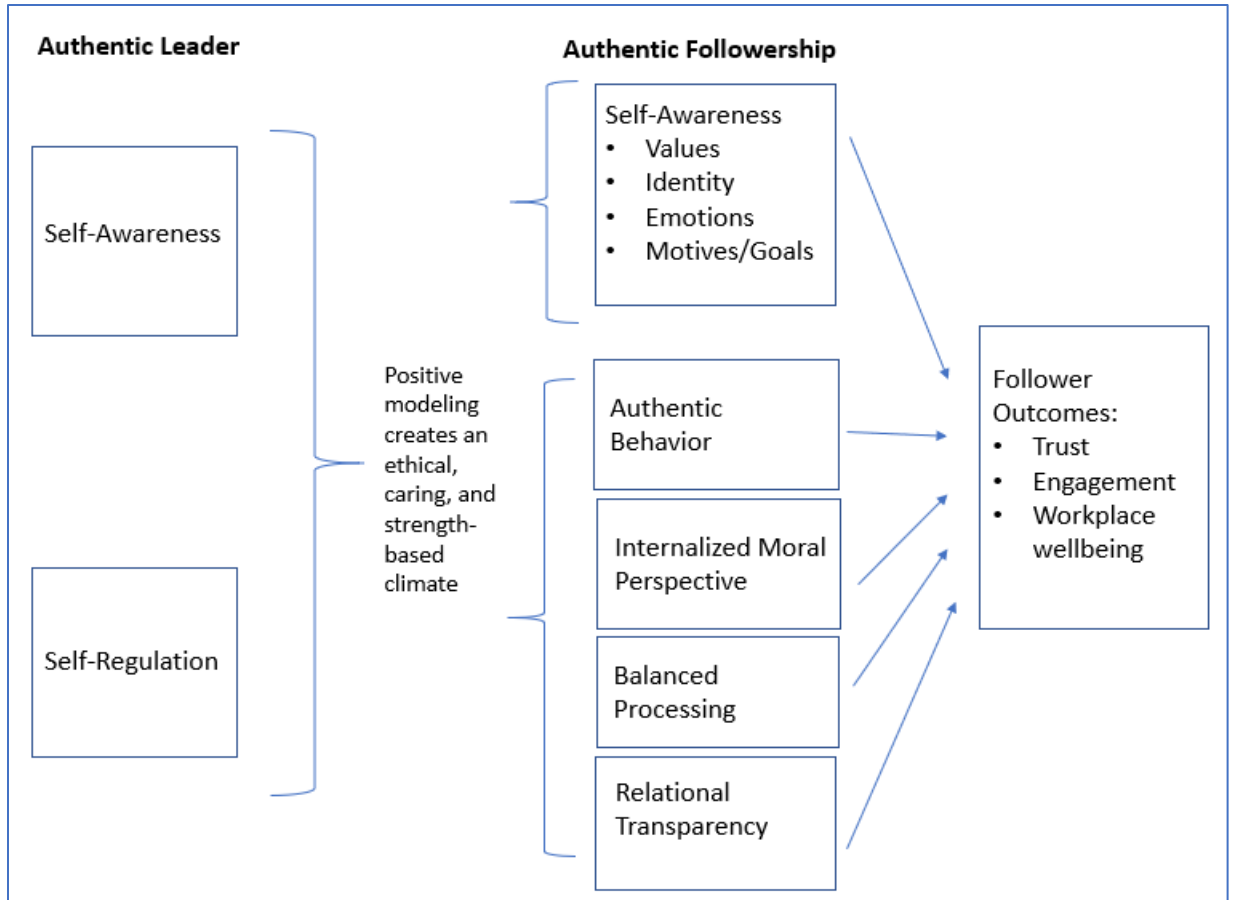 Authentic Leader
Self-Awareness
Self-Regulation
Positive
modeling
creates an
ethical,
caring, and
strength-
based
climate
Authentic Followership
Self-Awareness
• Values
• Identity
• Emotions
• Motives/Goals
Authentic
Behavior
Internalized Moral
Perspective
Balanced
Processing
Relational
Transparency
Follower
Outcomes:
• Trust
• Engagement
• Workplace
wellbeing